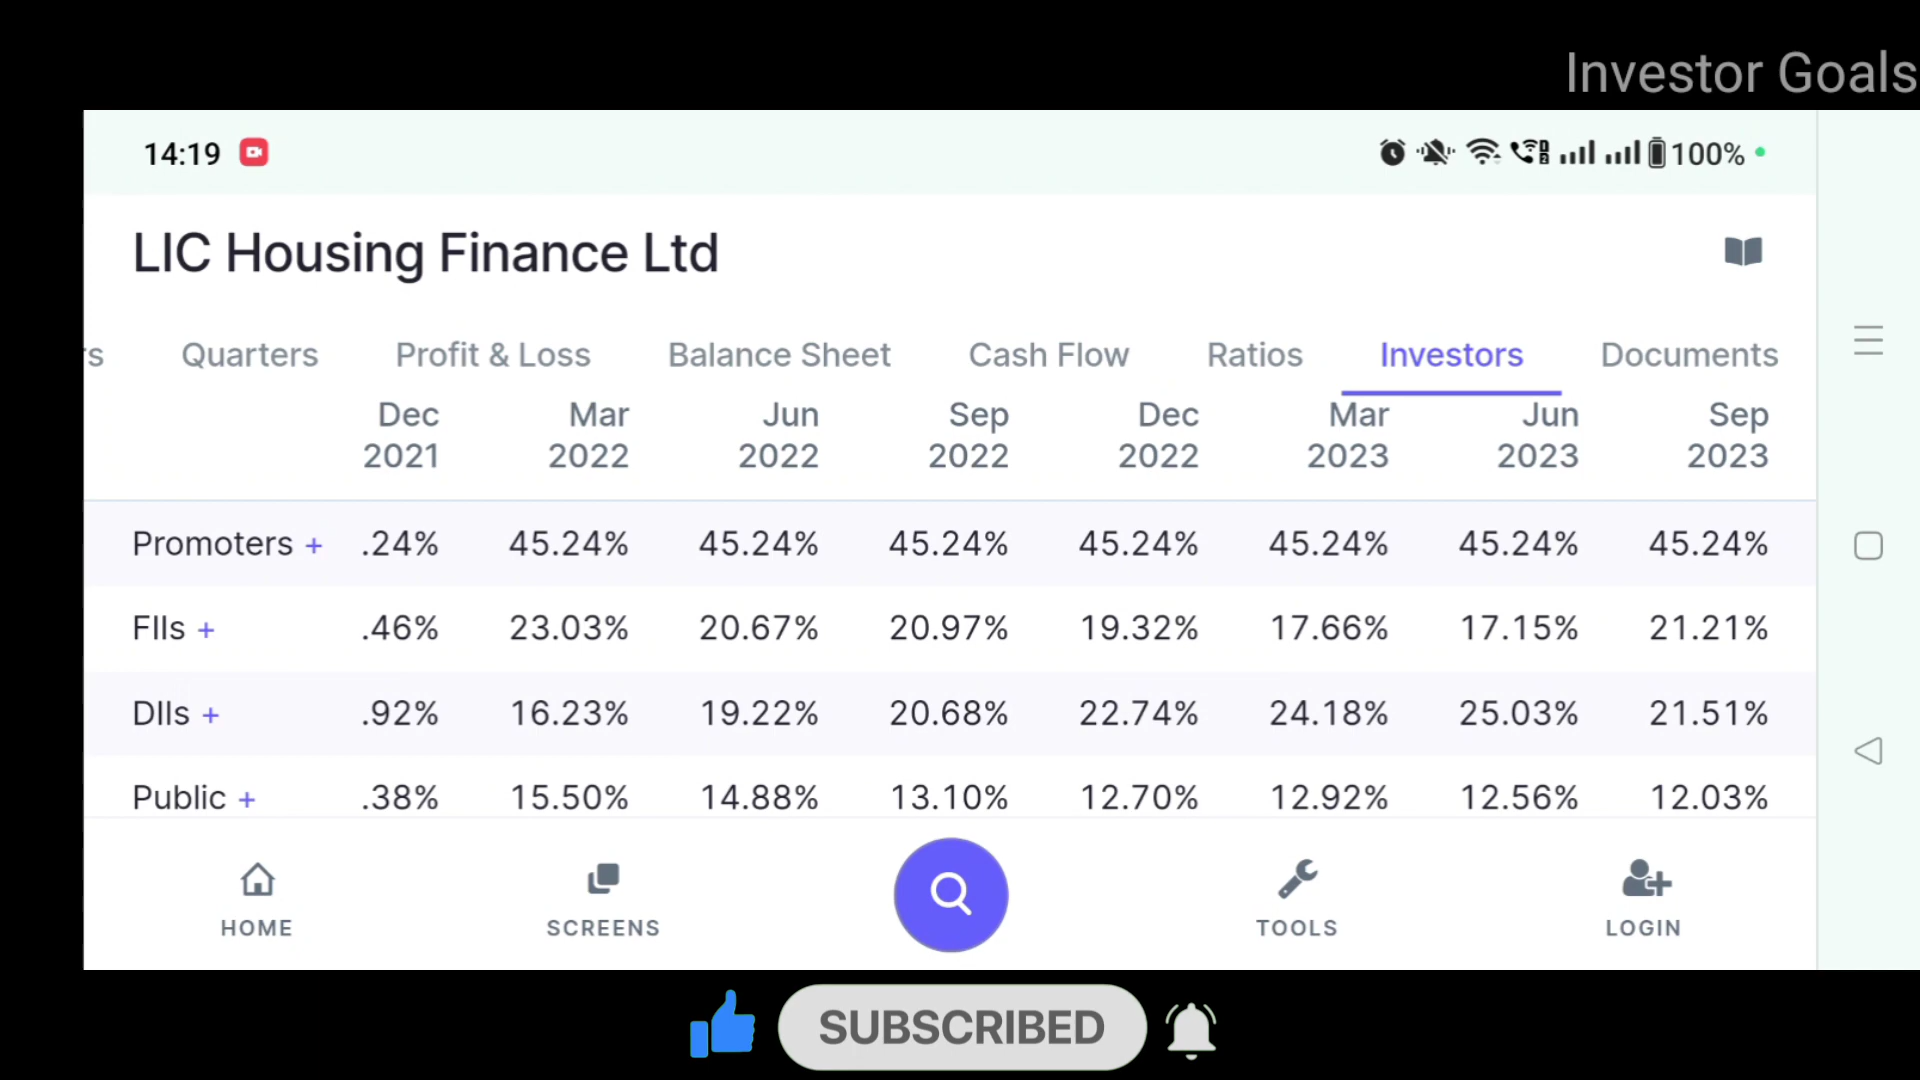 Investor Goals
14:19
100%
LIC Housing Finance Ltd
rs Quarters Profit & Loss Balance Sheet Cash Flow Ratios Investors Documents
Dec 2021 Mar 2022 Jun 2022 Sep 2022 Dec 2022 Mar 2023 Jun 2023 Sep 2023
Promoters + .24% 45.24% 45.24% 45.24% 45.24% 45.24% 45.24% 45.24%
FIIs + .46% 23.03% 20.67% 20.97% 19.32% 17.66% 17.15% 21.21%
DIIs + .92% 16.23% 19.22% 20.68% 22.74% 24.18% 25.03% 21.51%
Public + .38% 15.50% 14.88% 13.10% 12.70% 12.92% 12.56% 12.03%
HOME SCREENS TOOLS LOGIN
SUBSCRIBED